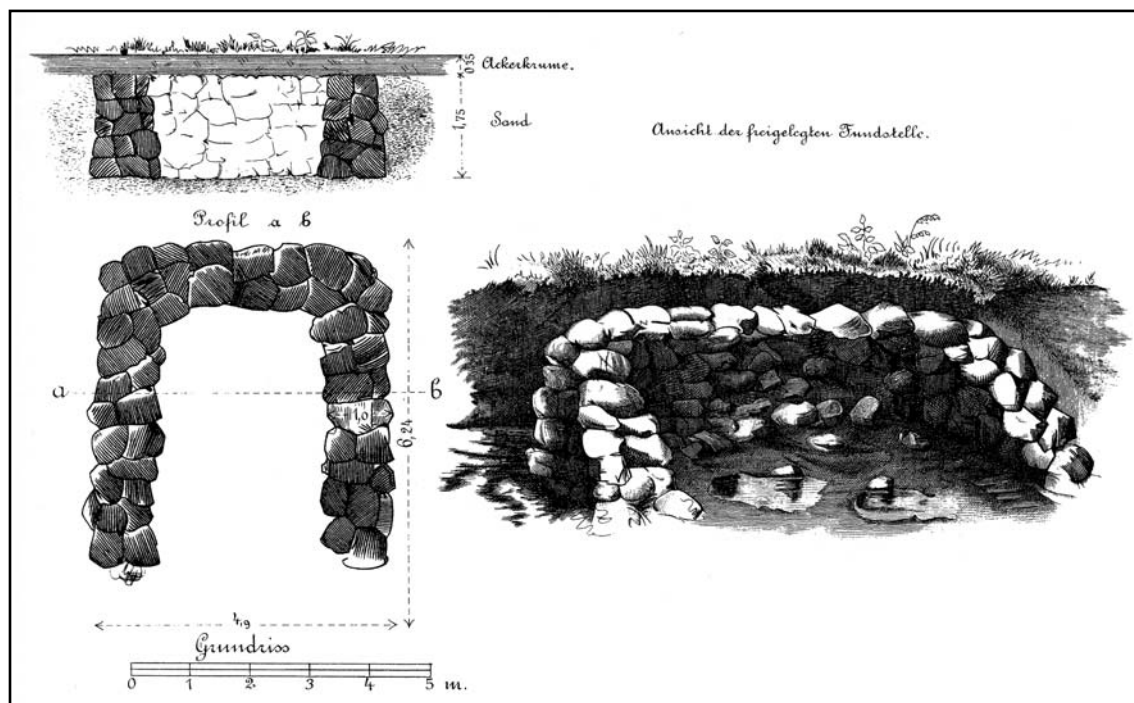 0.35
Ackerkrume.
1,75
Sand
Ansicht der freigelegten Fundstelle.
Profil a b
a
b
1,0
6,24
4,9
Grundriss
0 1 2 3 4 5 m.